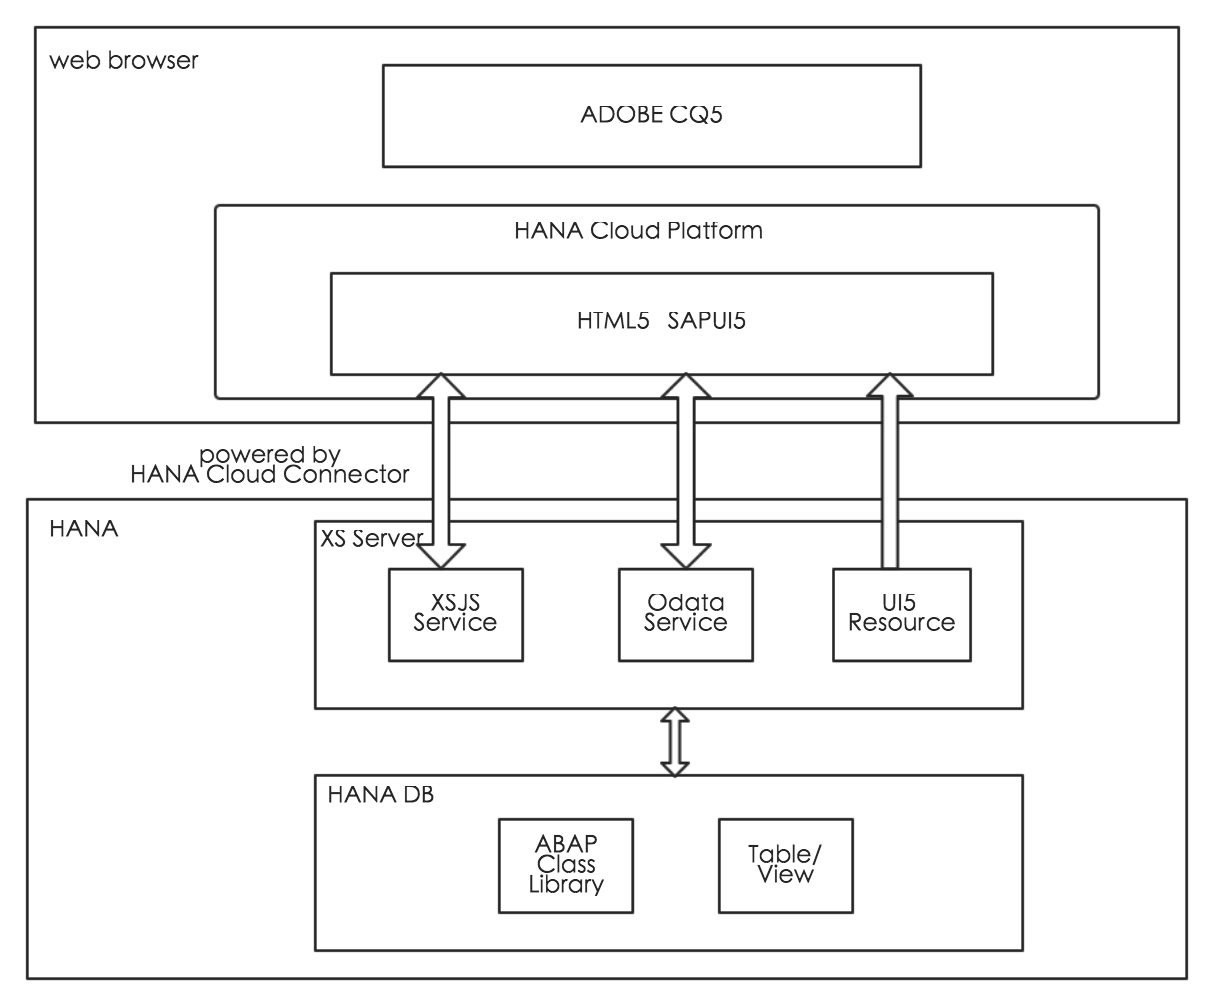 web browser
ADOBE CQ5
HANA Cloud Platform
HTML5 SAPUI5
powered by
HANA Cloud Connector
HANA
XS Server
XSJS
Service
Odata
Service
UI5
Resource
HANA DB
ABAP
Class
Library
Table/
View